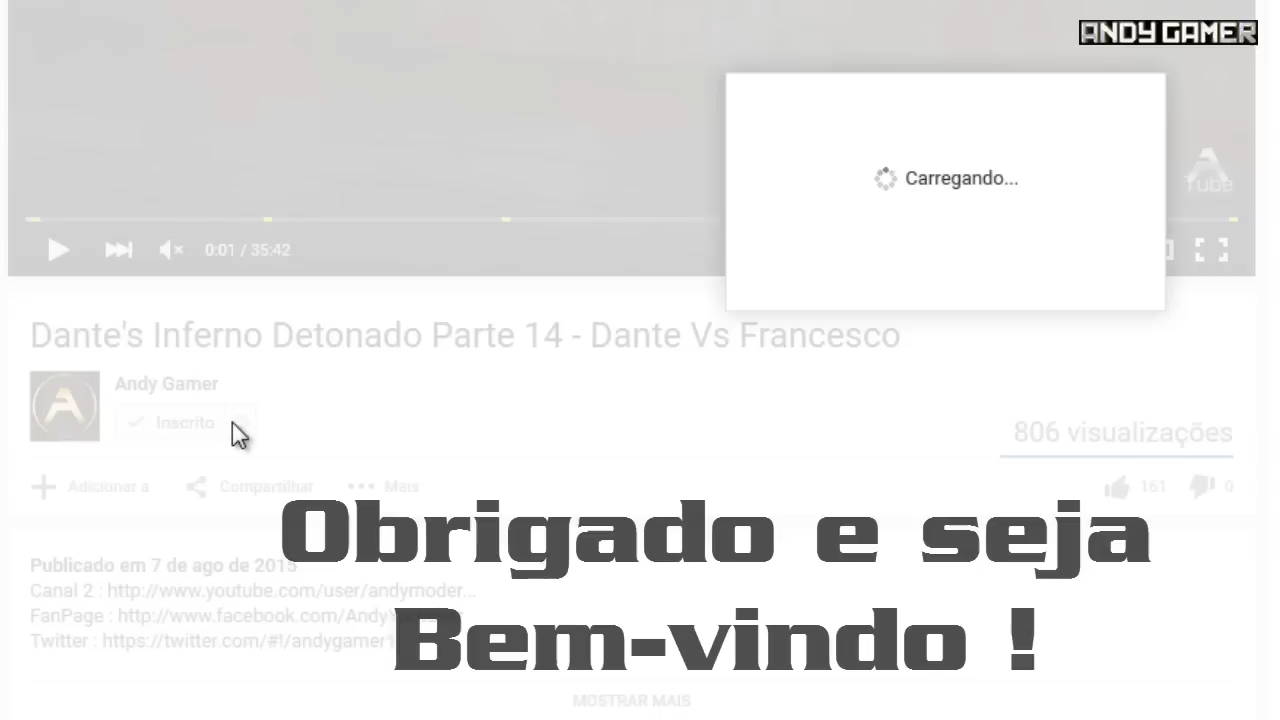 ANDY GAMER
Carregando...
Tube
0:01 / 35:42
Dante's Inferno Detonado Parte 14 - Dante Vs Francesco
Andy Gamer
Inscrito
806 visualizações
Adicionar a Compartilhar Mais 161 0
Obrigado e seja
Publicado em 7 de ago de 2015
Canal 2 : http://www.youtube.com/user/andymoder...
FanPage : http://www.facebook.com/Andy
Twitter : https://twitter.com/#!/andygamer1
Bem-vindo !
MOSTRAR MAIS